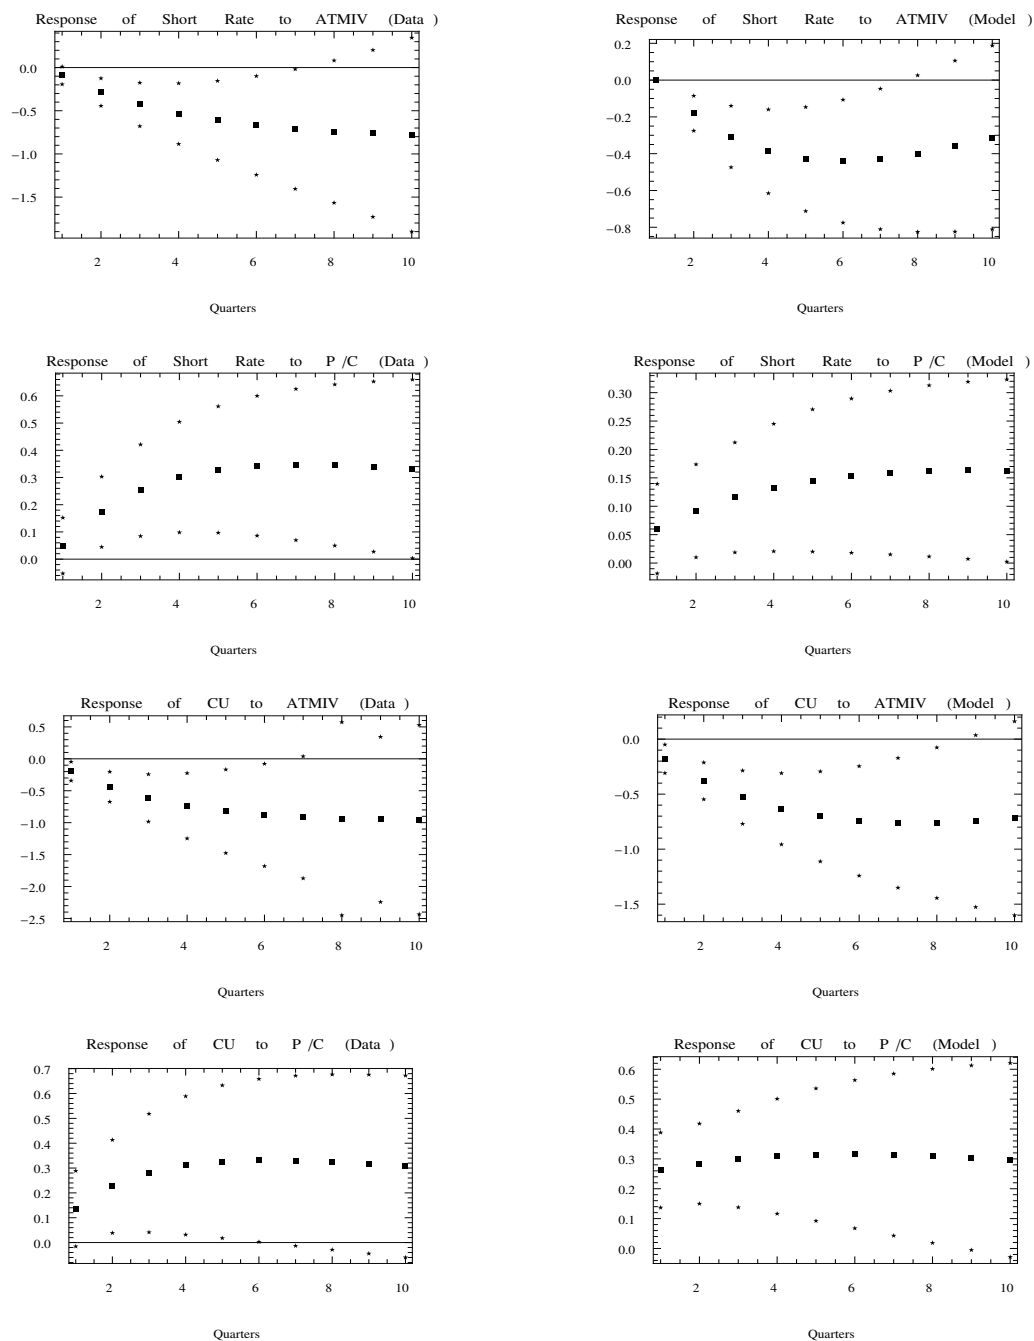 Response of Short Rate to ATMIV (Data)
0.0
−0.5
−1.0
−1.5
2 4 6 8 10
Quarters
Response of Short Rate to ATMIV (Model)
0.2
0.0
−0.2
−0.4
−0.6
−0.8
2 4 6 8 10
Quarters
Response of Short Rate to P/C (Data)
0.6
0.5
0.4
0.3
0.2
0.1
0.0
2 4 6 8 10
Quarters
Response of Short Rate to P/C (Model)
0.30
0.25
0.20
0.15
0.10
0.05
0.00
2 4 6 8 10
Quarters
Response of CU to ATMIV (Data)
0.5
0.0
−0.5
−1.0
−1.5
−2.0
−2.5
2 4 6 8 10
Quarters
Response of CU to ATMIV (Model)
0.0
−0.5
−1.0
−1.5
2 4 6 8 10
Quarters
Response of CU to P/C (Data)
0.7
0.6
0.5
0.4
0.3
0.2
0.1
0.0
2 4 6 8 10
Quarters
Response of CU to P/C (Model)
0.6
0.5
0.4
0.3
0.2
0.1
0.0
2 4 6 8 10
Quarters